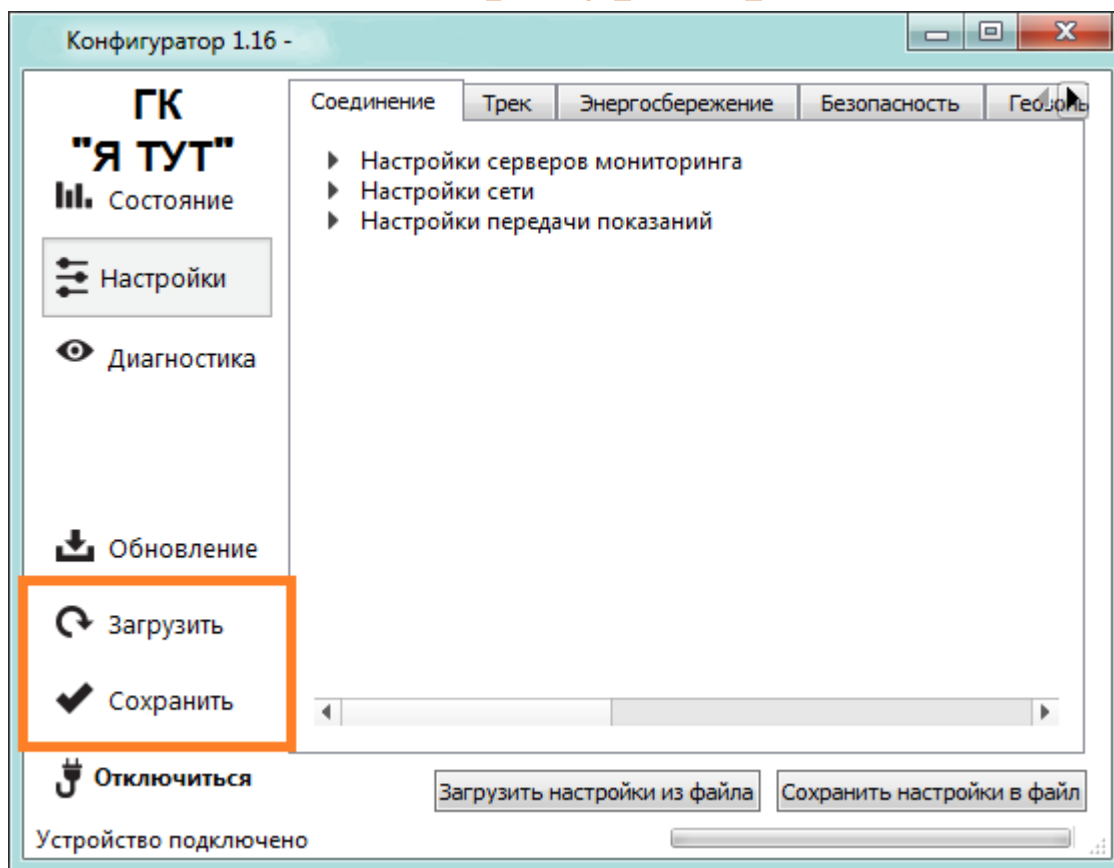 Конфигуратор 1.16 -
ГК
"Я ТУТ"
Состояние
Настройки
Диагностика
Обновление
Загрузить
Сохранить
Отключиться
Соединение Трек Энергосбережение Безопасность
Настройки серверов мониторинга
Настройки сети
Настройки передачи показаний
Загрузить настройки из файла Сохранить настройки в файл
Устройство подключено